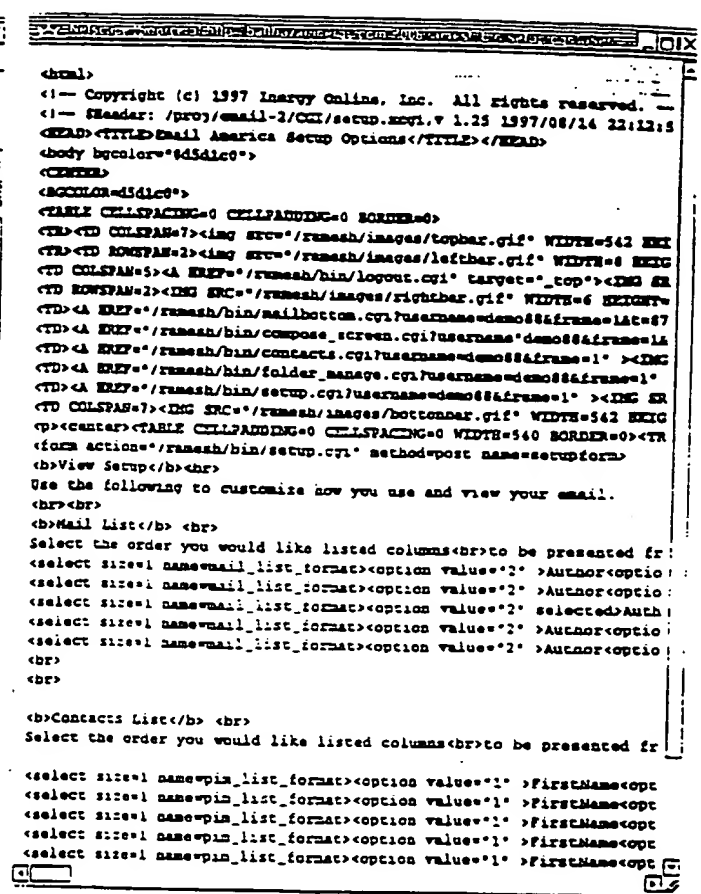 <html>
<!-- Copyright (c) 1997 Inergy Online, Inc. All rights reserved. --
<!-- $Header: /proj/email-2/CGI/setup.xcgi,v 1.25 1997/08/14 22:12:5
<HEAD><TITLE>Email America Setup Options</TITLE></HEAD>
<body bgcolor="#d5d1c0">
<CENTER>
<BGCOLOR=d5d1c0">
<TABLE CELLSPACING=0 CELLPADDING=0 BORDER=0>
<TR><TD COLSPAN=7><img src="/ramesh/images/topbar.gif" WIDTH=542 HEI
<TR><TD ROWSPAN=2><img src="/ramesh/images/leftbar.gif" WIDTH=8 HEIG
<TD COLSPAN=5><A HREF="/ramesh/bin/logout.cgi" target="_top"><IMG SR
<TD ROWSPAN=2><IMG SRC="/ramesh/images/rightbar.gif" WIDTH=6 HEIGHT=
<TD><A HREF="/ramesh/bin/mailbottom.cgi?username=demo88&frame=1&t=87
<TD><A HREF="/ramesh/bin/compose_screen.cgi?username=demo88&frame=1&
<TD><A HREF="/ramesh/bin/contacts.cgi?username=demo88&frame=1" ><IMG
<TD><A HREF="/ramesh/bin/folder_manage.cgi?username=demo88&frame=1"
<TD><A HREF="/ramesh/bin/setup.cgi?username=demo88&frame=1" ><IMG SR
<TD COLSPAN=7><IMG SRC="/ramesh/images/bottombar.gif" WIDTH=542 HEIG
<p><center><TABLE CELLPADDING=0 CELLSPACING=0 WIDTH=540 BORDER=0><TR
<form action="/ramesh/bin/setup.cgi" method=post name=setupform>
<b>View Setup</b><br>
Use the following to customize how you use and view your email.
<br><br>
<b>Mail List</b> <br>
Select the order you would like listed columns<br>to be presented fr
<select size=1 name=mail_list_format><option value="2" >Author<optio
<select size=1 name=mail_list_format><option value="2" >Author<optio
<select size=1 name=mail_list_format><option value="2" selected>Auth
<select size=1 name=mail_list_format><option value="2" >Author<optio
<select size=1 name=mail_list_format><option value="2" >Author<optio
<br>
<br>
<b>Contacts List</b> <br>
Select the order you would like listed columns<br>to be presented fr
<select size=1 name=pim_list_format><option value="1" >FirstName<opt
<select size=1 name=pim_list_format><option value="1" >FirstName<opt
<select size=1 name=pim_list_format><option value="1" >FirstName<opt
<select size=1 name=pim_list_format><option value="1" >FirstName<opt
<select size=1 name=pim_list_format><option value="1" >FirstName<opt